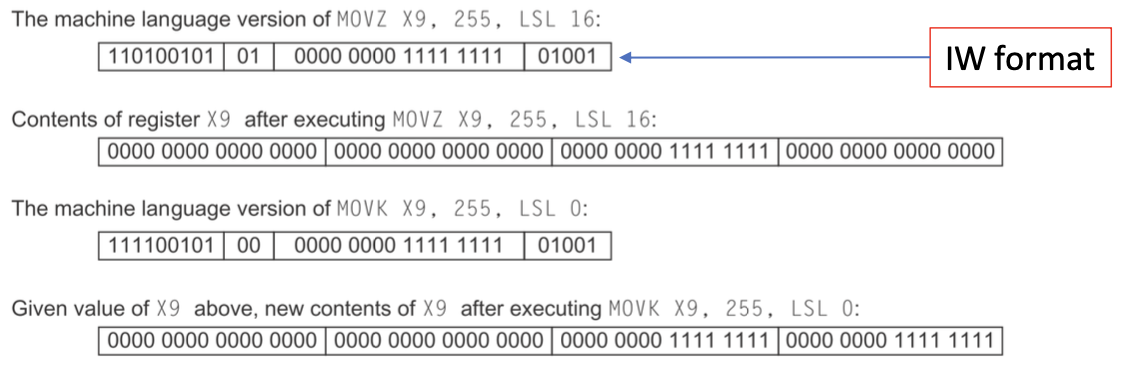 The machine language version of MOVZ X9, 255, LSL 16:
110100101 01 0000 0000 1111 1111 01001
IW format
Contents of register X9 after executing MOVZ X9, 255, LSL 16:
0000 0000 0000 0000 0000 0000 0000 0000 0000 0000 1111 1111 0000 0000 0000 0000
The machine language version of MOVK X9, 255, LSL 0:
111100101 00 0000 0000 1111 1111 01001
Given value of X9 above, new contents of X9 after executing MOVK X9, 255, LSL 0:
0000 0000 0000 0000 0000 0000 0000 0000 0000 0000 1111 1111 0000 0000 1111 1111